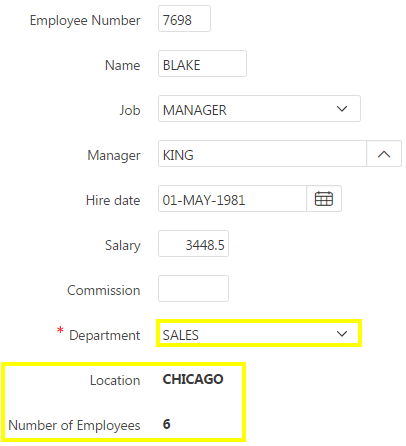 Employee Number 7698
Name BLAKE
Job MANAGER
Manager KING
Hire date 01-MAY-1981
Salary 3448.5
Commission
* Department SALES
Location CHICAGO
Number of Employees 6